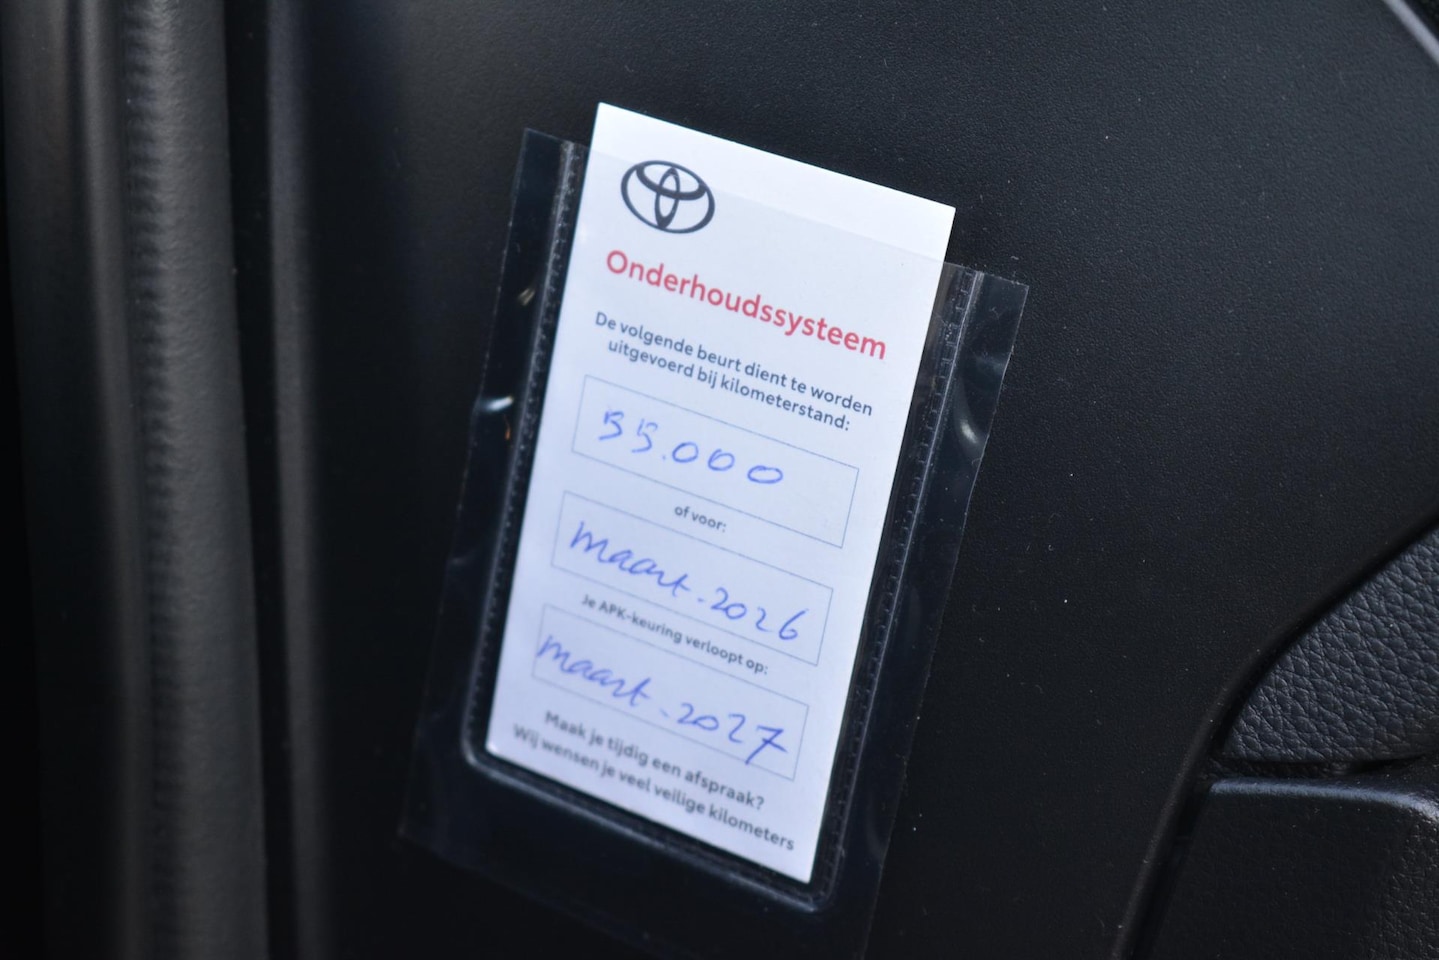 Onderhoudssysteem
De volgende beurt dient te worden
uitgevoerd bij kilometerstand:
55.000
of voor:
maart-2026
Je APK-keuring verloopt op:
maart-2027
Maak je tijdig een afspraak?
Wij wensen je veel veilige kilometers